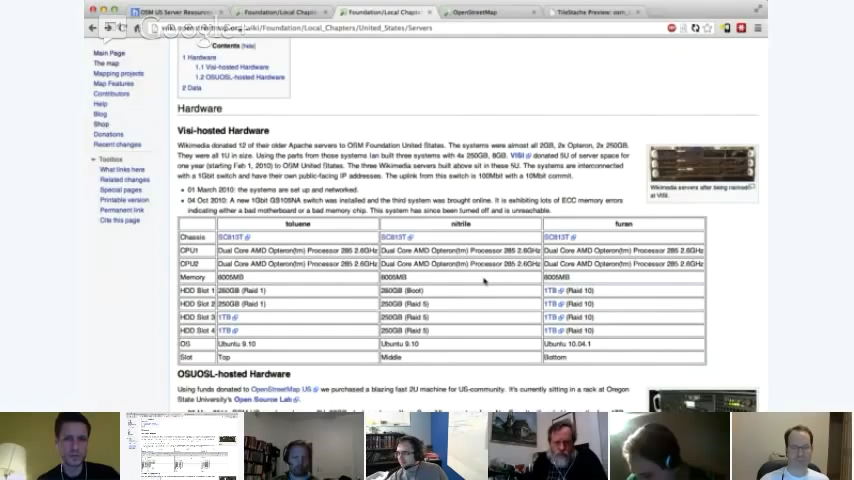 OSM US Server Resources
Foundation/Local Chapt
Foundation/Local Chapt
OpenStreetMap
TileStache Preview: osm_
Google
/Foundation/Local_Chapters/United_States/Servers
Main Page
The map
Mapping projects
Map Features
Contributors
Help
Blog
Shop
Donations
Recent changes
Toolbox
What links here
Related changes
Special pages
Printable version
Permanent link
Cite this page
Contents [hide]
1 Hardware
1.1 Visi-hosted Hardware
1.2 OSUOSL-hosted Hardware
2 Data
Hardware
Visi-hosted Hardware
Wikimedia donated 12 of their older Apache servers to OSM Foundation United States. The systems were almost all 2GB, 2x Opteron, 2x 250GB.
They were all 1U in size. Using the parts from those systems Ian built three systems with 4x 250GB, 8GB. VISI donated 5U of server space for
one year (starting Feb 1, 2010) to OSM United States. The three Wikimedia servers built above sit in these 5U. The systems are interconnected
with a 1Gbit switch and have their own public-facing IP addresses. The uplink from this switch is 100Mbit with a 10Mbit commit.
• 01 March 2010: the systems are set up and networked.
• 04 Oct 2010: A new 1Gbit GS105NA switch was installed and the third system was brought online. It is exhibiting lots of ECC memory errors
indicating either a bad motherboard or a bad memory chip. This system has since been turned off and is unreachable.
Wikimedia servers after being racked
at VISI.
toluene nitrile furan
Chassis SC813T SC813T SC813T
CPU1 Dual Core AMD Opteron(tm) Processor 285 2.6GHz Dual Core AMD Opteron(tm) Processor 285 2.6GHz Dual Core AMD Opteron(tm) Processor 285 2.6GHz
CPU2 Dual Core AMD Opteron(tm) Processor 285 2.6GHz Dual Core AMD Opteron(tm) Processor 285 2.6GHz Dual Core AMD Opteron(tm) Processor 285 2.6GHz
Memory 8005MB 8005MB 8005MB
HDD Slot 1 250GB (Raid 1) 250GB (Boot) 1TB (Raid 10)
HDD Slot 2 250GB (Raid 1) 250GB (Raid 5) 1TB (Raid 10)
HDD Slot 3 1TB 250GB (Raid 5) 1TB (Raid 10)
HDD Slot 4 1TB 250GB (Raid 5) 1TB (Raid 10)
OS Ubuntu 9.10 Ubuntu 9.10 Ubuntu 10.04.1
Slot Top Middle Bottom
OSUOSL-hosted Hardware
Using funds donated to OpenStreetMap US we purchased a blazing fast 2U machine for US-community. It's currently sitting in a rack at Oregon
State University's Open Source Lab.